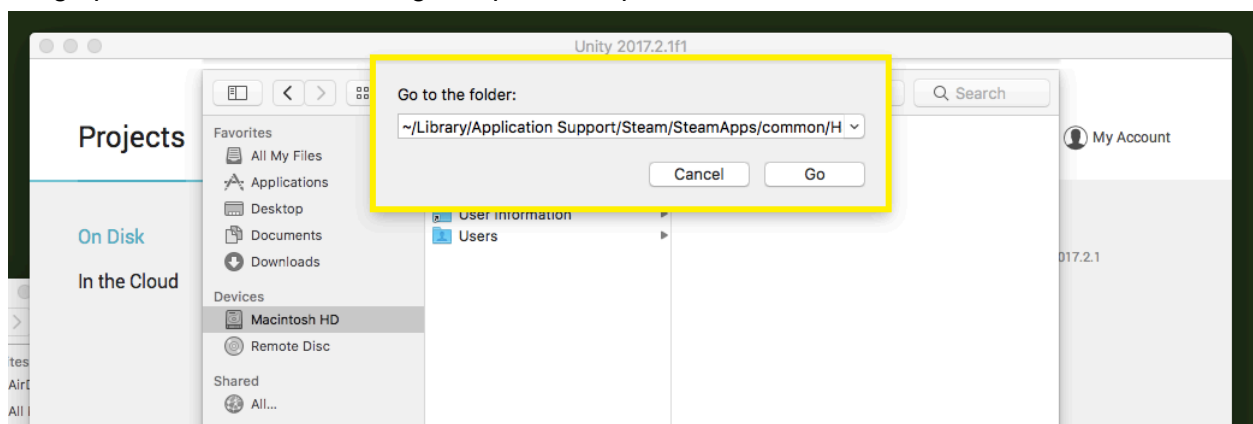 Unity 2017.2.1f1
Go to the folder:
~/Library/Application Support/Steam/SteamApps/common/H
Cancel
Go
Search
Projects
My Account
On Disk
In the Cloud
Favorites
All My Files
Applications
Desktop
Documents
Downloads
Devices
Macintosh HD
Remote Disc
Shared
All...
User Information
Users
017.2.1
tes
All